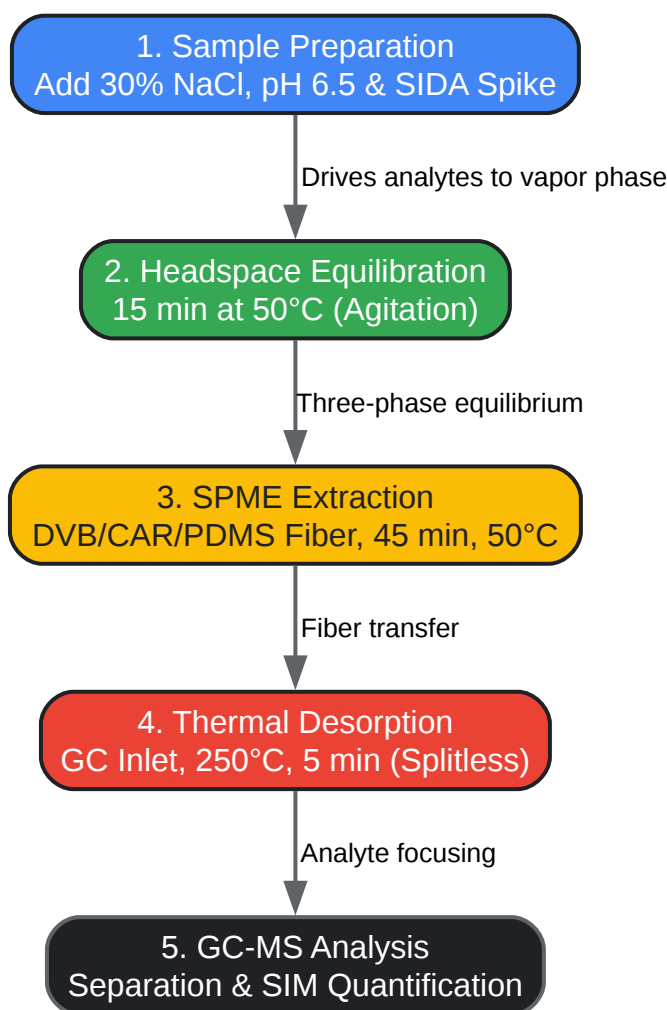 1. Sample Preparation
Add 30% NaCl, pH 6.5 & SIDA Spike
Drives analytes to vapor phase
2. Headspace Equilibration
15 min at 50°C (Agitation)
Three-phase equilibrium
3. SPME Extraction
DVB/CAR/PDMS Fiber, 45 min, 50°C
Fiber transfer
4. Thermal Desorption
GC Inlet, 250°C, 5 min (Splitless)
Analyte focusing
5. GC-MS Analysis
Separation & SIM Quantification